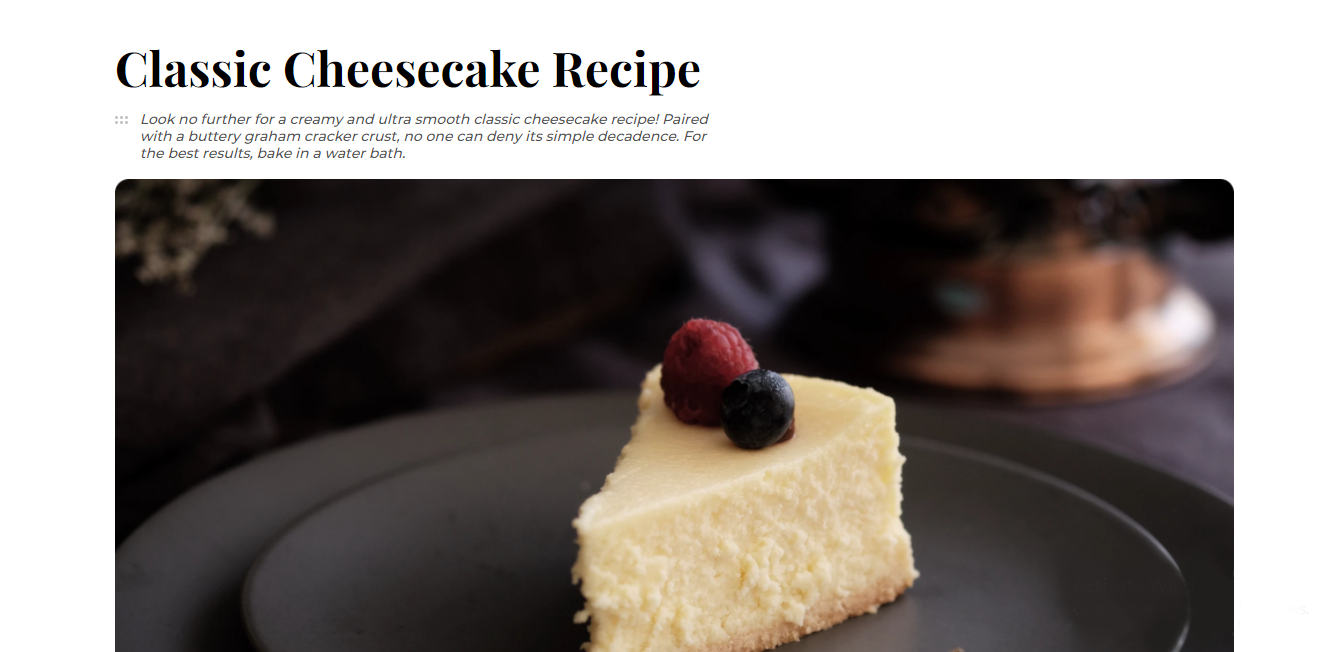 Classic Cheesecake Recipe
Look no further for a creamy and ultra smooth classic cheesecake recipe! Paired
with a buttery graham cracker crust, no one can deny its simple decadence. For
the best results, bake in a water bath.